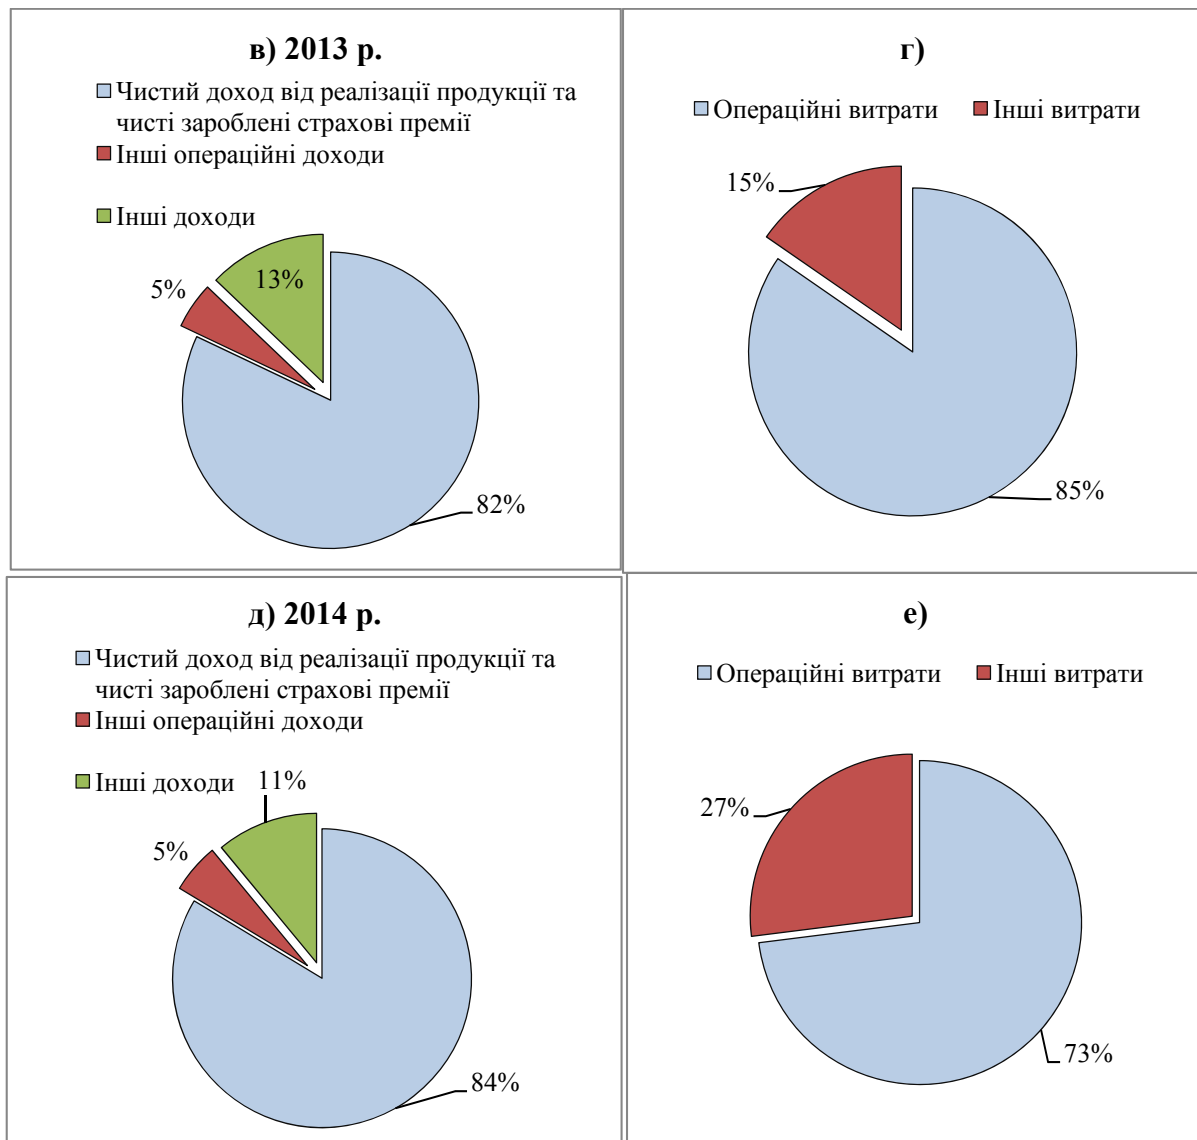 в) 2013 р.
Чистий доход від реалізації продукції та
чисті зароблені страхові премії
Інші операційні доходи
Інші доходи
5%
13%
82%
г)
Операційні витрати
Інші витрати
15%
85%
д) 2014 р.
Чистий доход від реалізації продукції та
чисті зароблені страхові премії
Інші операційні доходи
Інші доходи
11%
5%
84%
е)
Операційні витрати
Інші витрати
27%
73%